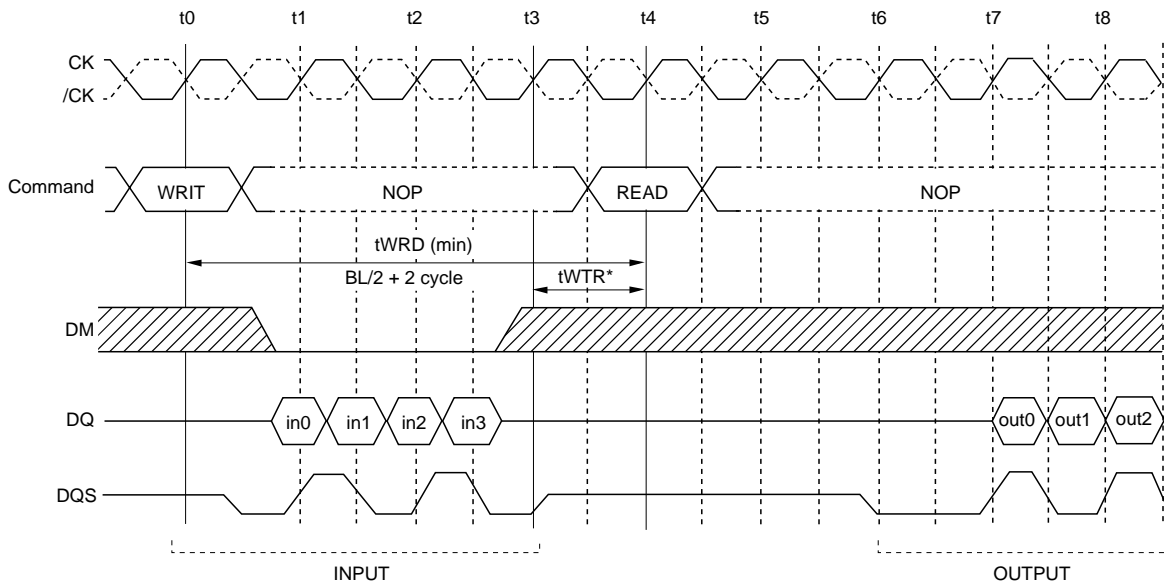 t0 t1 t2 t3 t4 t5 t6 t7 t8
CK
/CK
Command WRIT NOP READ NOP
tWRD (min)
BL/2 + 2 cycle tWTR*
DM
DQ in0 in1 in2 in3 out0 out1 out2
DQS
INPUT OUTPUT